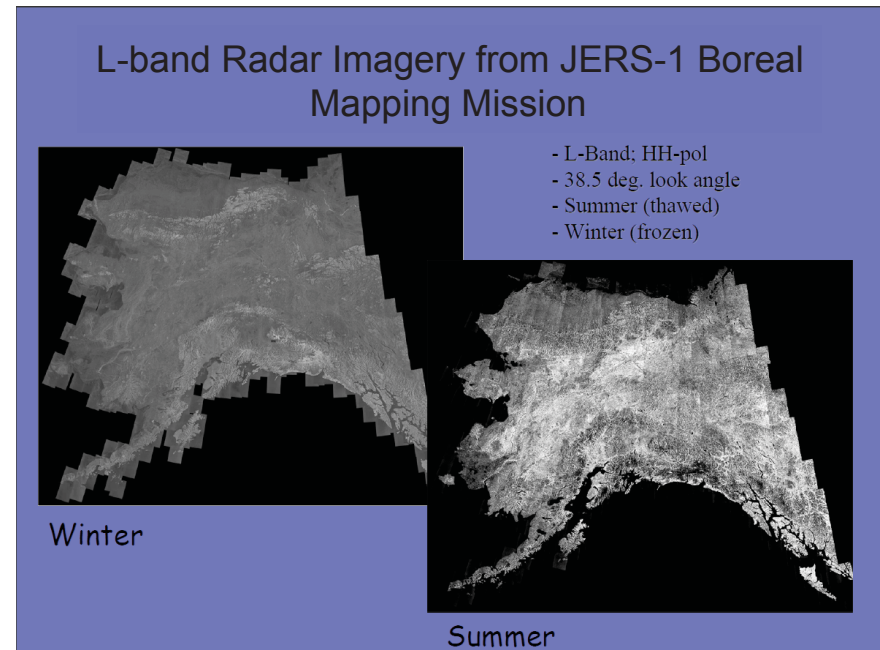 L-band Radar Imagery from JERS-1 Boreal
Mapping Mission
- L-Band; HH-pol
- 38.5 deg. look angle
- Summer (thawed)
- Winter (frozen)
Winter
Summer